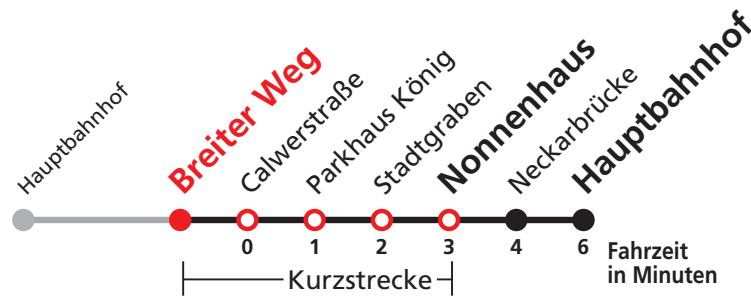 Hauptbahnhof
Breiter Weg
Calwerstraße
Parkhaus König
Stadtgraben
Nonnenhaus
Neckarbrücke
Hauptbahnhof
0 1 2 3 4 6 Fahrzeit
in Minuten
Kurzstrecke